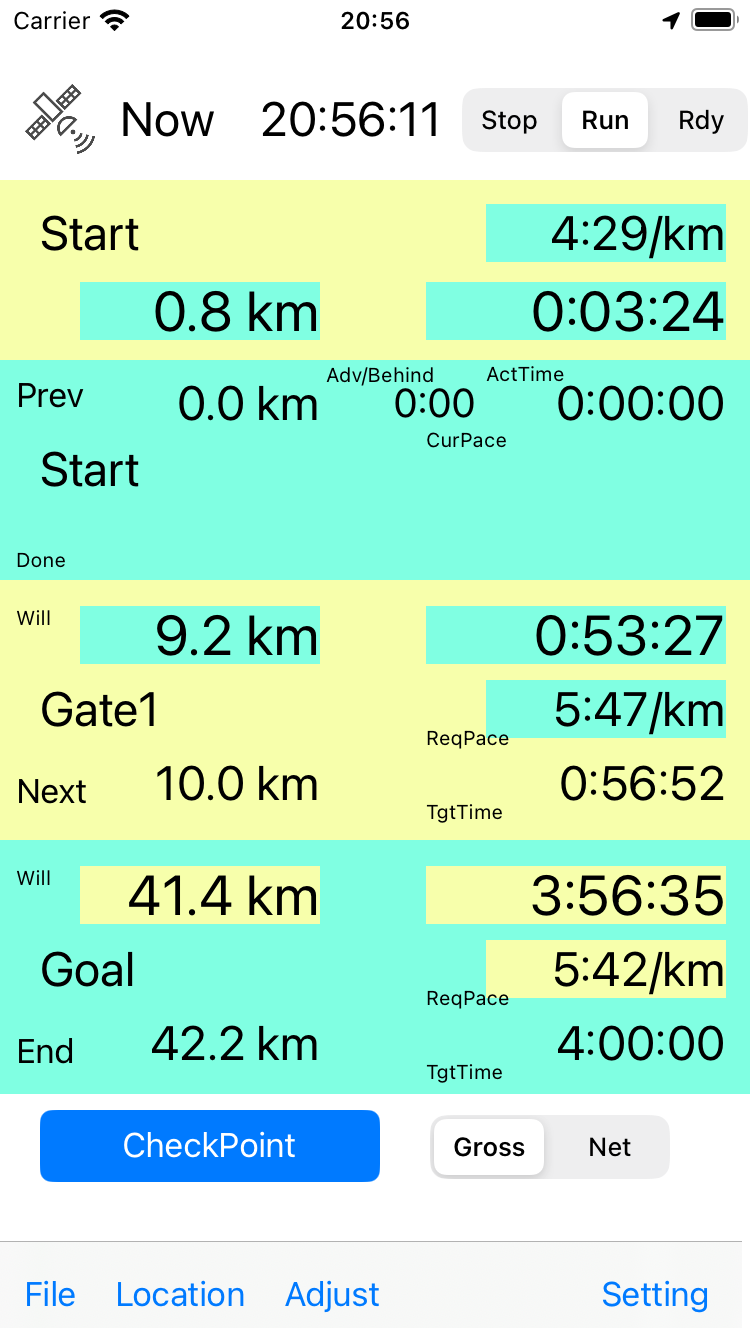 Carrier 20:56
Now 20:56:11 Stop Run Rdy
Start 4:29/km
0.8 km 0:03:24
Adv/Behind ActTime
Prev 0.0 km 0:00 0:00:00
CurPace
Start
Done
Will 9.2 km 0:53:27
Gate1 5:47/km
ReqPace
Next 10.0 km 0:56:52
TgtTime
Will 41.4 km 3:56:35
Goal 5:42/km
ReqPace
End 42.2 km 4:00:00
TgtTime
CheckPoint Gross Net
File Location Adjust Setting